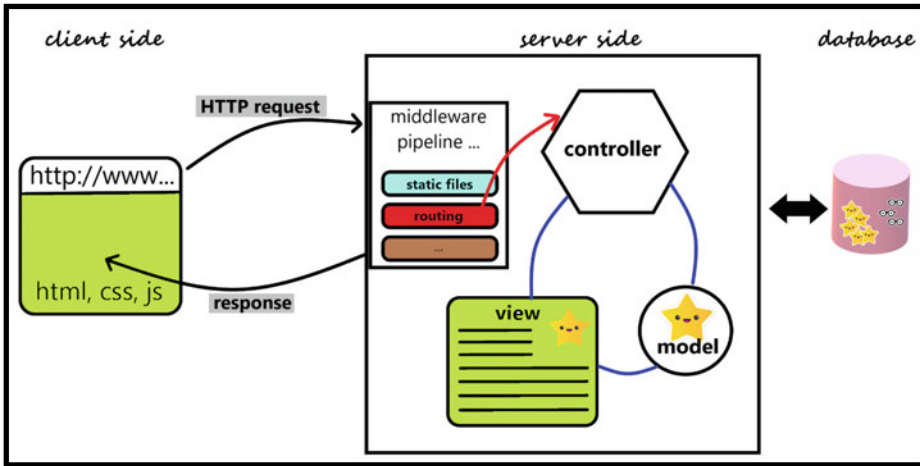 client side
server side
database
HTTP request
middleware
pipeline ...
static files
routing
...
controller
http://www...
html, css, js
response
view
model